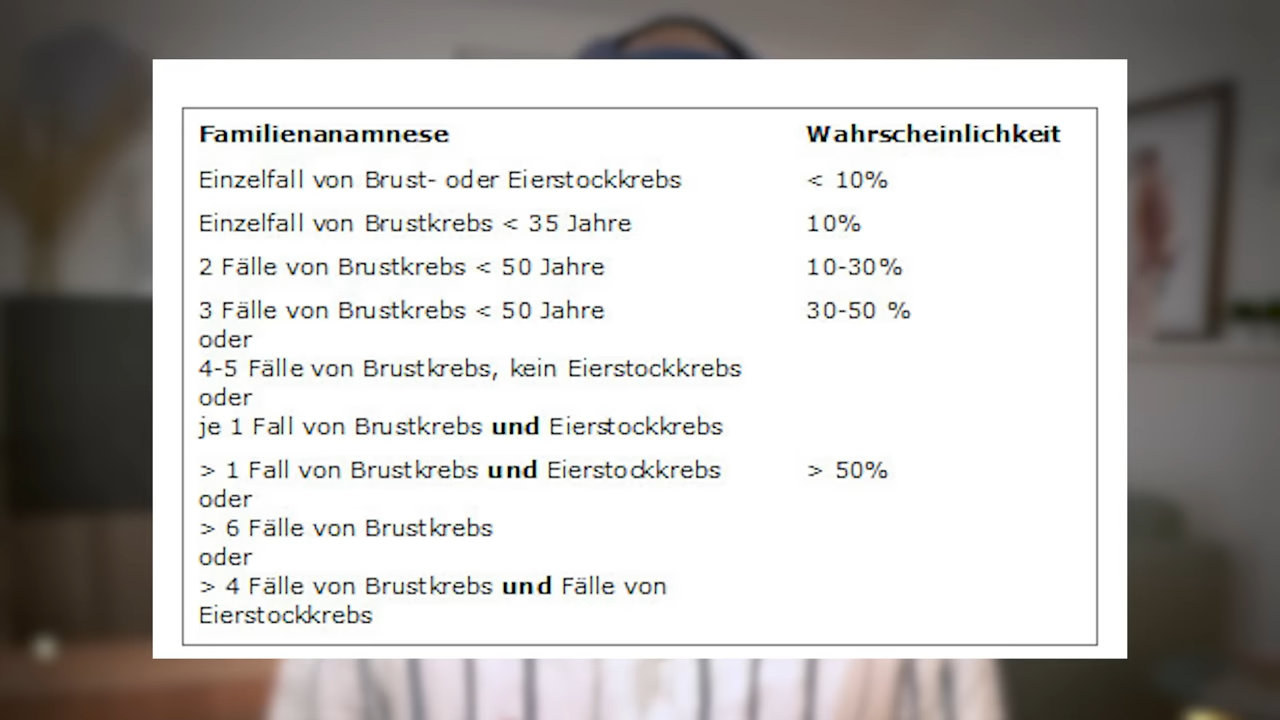 Familienanamnese Wahrscheinlichkeit
Einzelfall von Brust- oder Eierstockkrebs < 10%
Einzelfall von Brustkrebs < 35 Jahre 10%
2 Fälle von Brustkrebs < 50 Jahre 10-30%
3 Fälle von Brustkrebs < 50 Jahre 30-50 %
oder
4-5 Fälle von Brustkrebs, kein Eierstockkrebs
oder
je 1 Fall von Brustkrebs und Eierstockkrebs
> 1 Fall von Brustkrebs und Eierstockkrebs > 50%
oder
> 6 Fälle von Brustkrebs
oder
> 4 Fälle von Brustkrebs und Fälle von
Eierstockkrebs